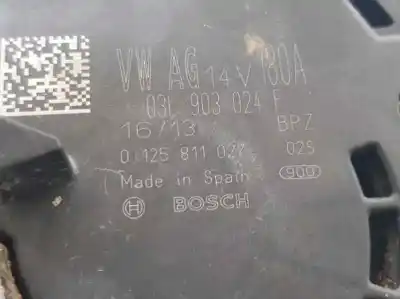 VW AG 14V 180A
03L 903 024 F
16/13 BPZ
0 125 811 027 029
Made in Spain 900
BOSCH